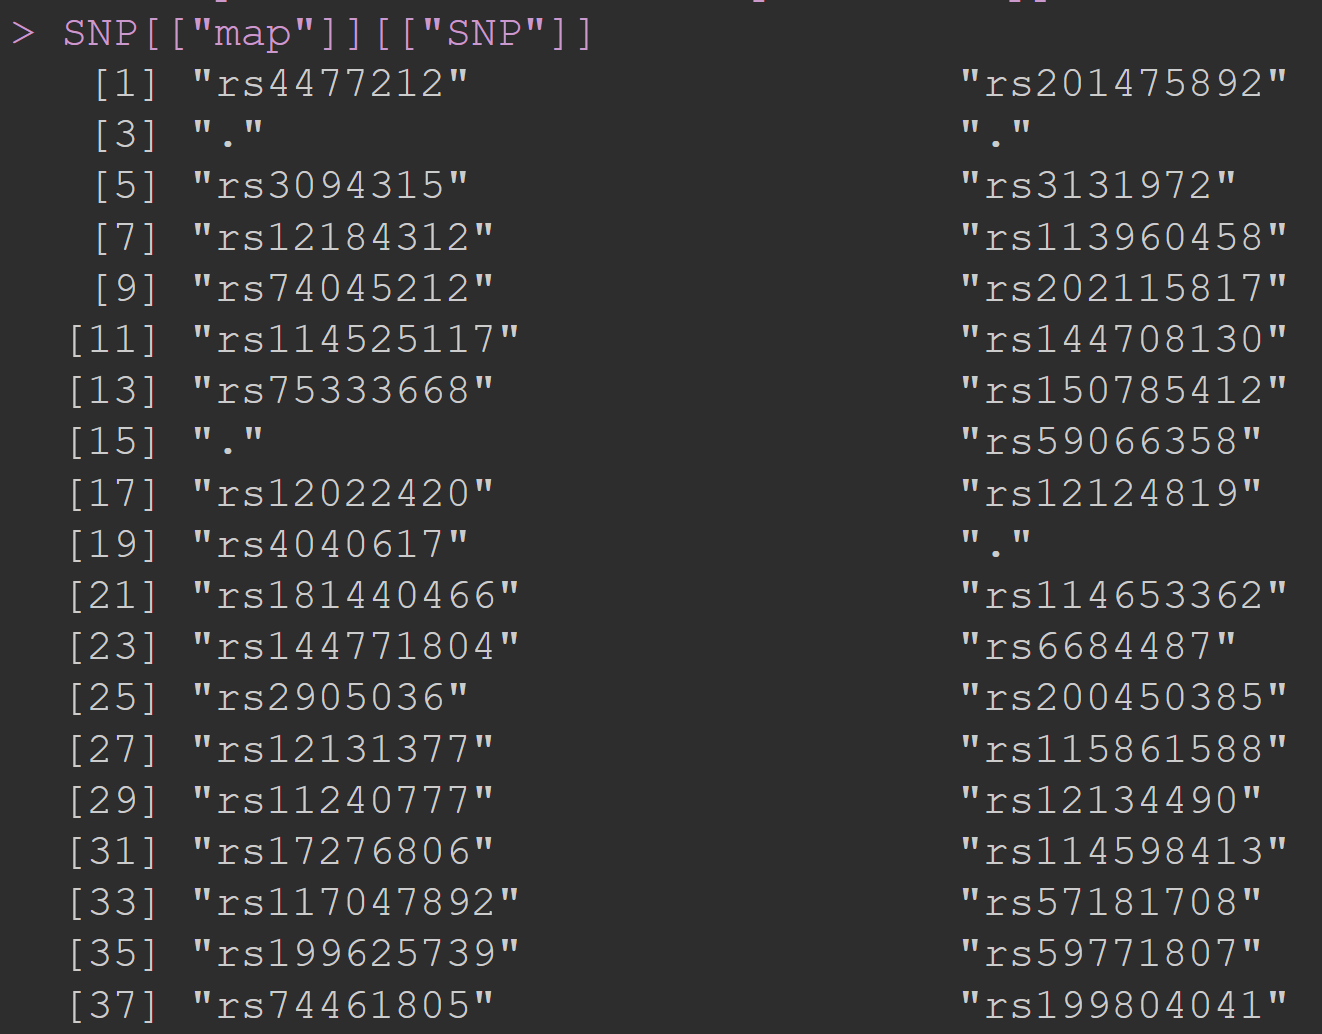 > SNP[["map"]][["SNP"]]
[1] "rs4477212" "rs201475892"
[3] "." "."
[5] "rs3094315" "rs3131972"
[7] "rs12184312" "rs113960458"
[9] "rs74045212" "rs202115817"
[11] "rs114525117" "rs144708130"
[13] "rs75333668" "rs150785412"
[15] "." "rs59066358"
[17] "rs12022420" "rs12124819"
[19] "rs4040617" "."
[21] "rs181440466" "rs114653362"
[23] "rs144771804" "rs6684487"
[25] "rs2905036" "rs200450385"
[27] "rs12131377" "rs115861588"
[29] "rs11240777" "rs12134490"
[31] "rs17276806" "rs114598413"
[33] "rs117047892" "rs57181708"
[35] "rs199625739" "rs59771807"
[37] "rs74461805" "rs199804041"